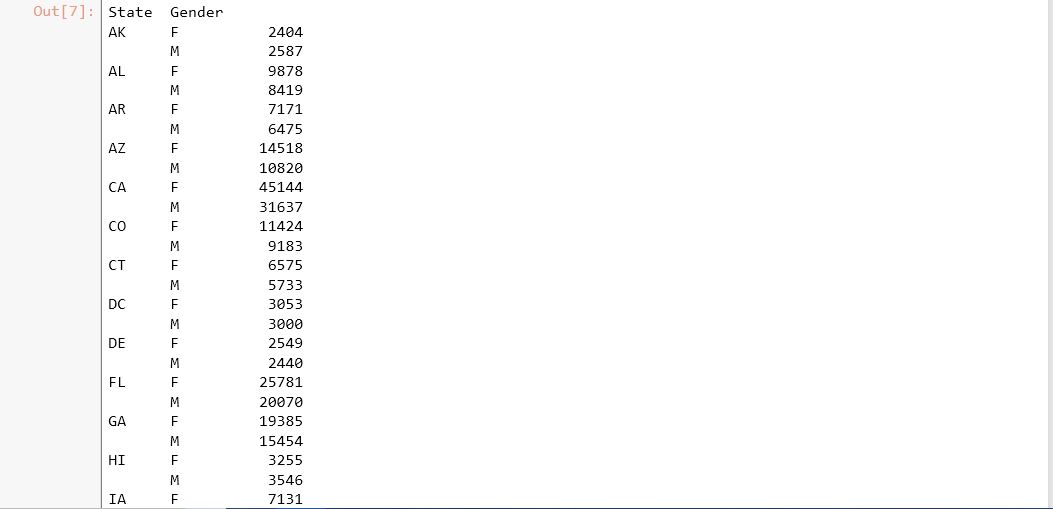 Out[7]: State  Gender
AK     F          2404
       M          2587
AL     F          9878
       M          8419
AR     F          7171
       M          6475
AZ     F         14518
       M         10820
CA     F         45144
       M         31637
CO     F         11424
       M          9183
CT     F          6575
       M          5733
DC     F          3053
       M          3000
DE     F          2549
       M          2440
FL     F         25781
       M         20070
GA     F         19385
       M         15454
HI     F          3255
       M          3546
IA     F          7131